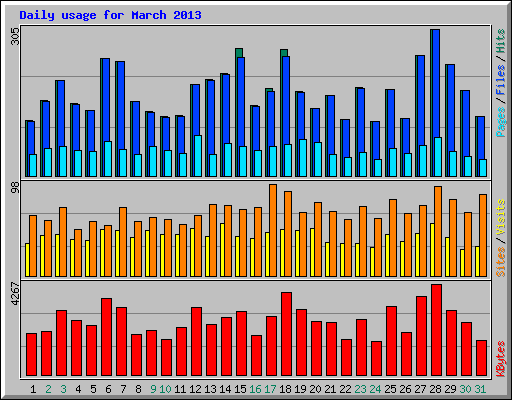 Daily usage for March 2013
305
Pages/Files/Hits
98
Sites/Visits
4267
KBytes
1 2 3 4 5 6 7 8 9 10 11 12 13 14 15 16 17 18 19 20 21 22 23 24 25 26 27 28 29 30 31